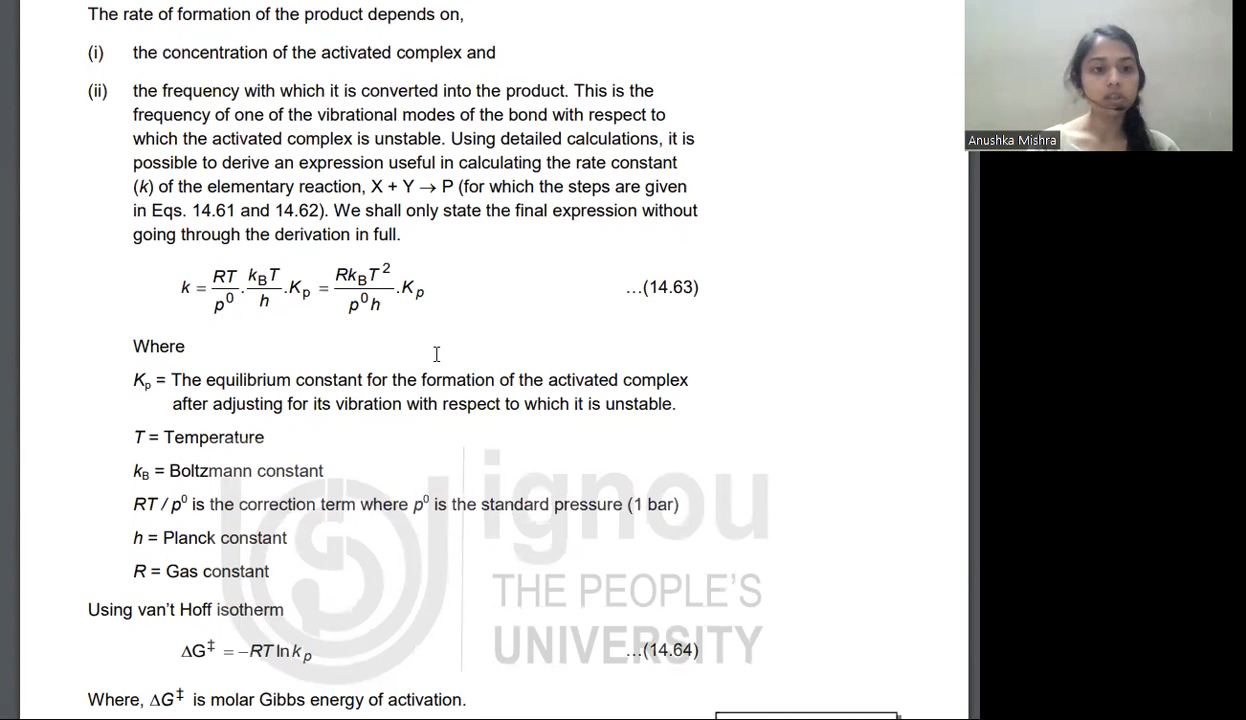 The rate of formation of the product depends on,
(i) the concentration of the activated complex and
(ii) the frequency with which it is converted into the product. This is the
frequency of one of the vibrational modes of the bond with respect to
which the activated complex is unstable. Using detailed calculations, it is
possible to derive an expression useful in calculating the rate constant
(k) of the elementary reaction, X + Y → P (for which the steps are given
in Eqs. 14.61 and 14.62). We shall only state the final expression without
going through the derivation in full.
k = RT/p⁰ . k_BT/h . K_p = Rk_BT²/p⁰h . K_p ...(14.63)
Where
K_p = The equilibrium constant for the formation of the activated complex
after adjusting for its vibration with respect to which it is unstable.
T = Temperature
k_B = Boltzmann constant
RT / p⁰ is the correction term where p⁰ is the standard pressure (1 bar)
h = Planck constant
R = Gas constant
Using van't Hoff isotherm
ΔG‡ = −RT ln k_p ...(14.64)
Where, ΔG‡ is molar Gibbs energy of activation.
ignou
THE PEOPLE'S
UNIVERSITY
Anushka Mishra